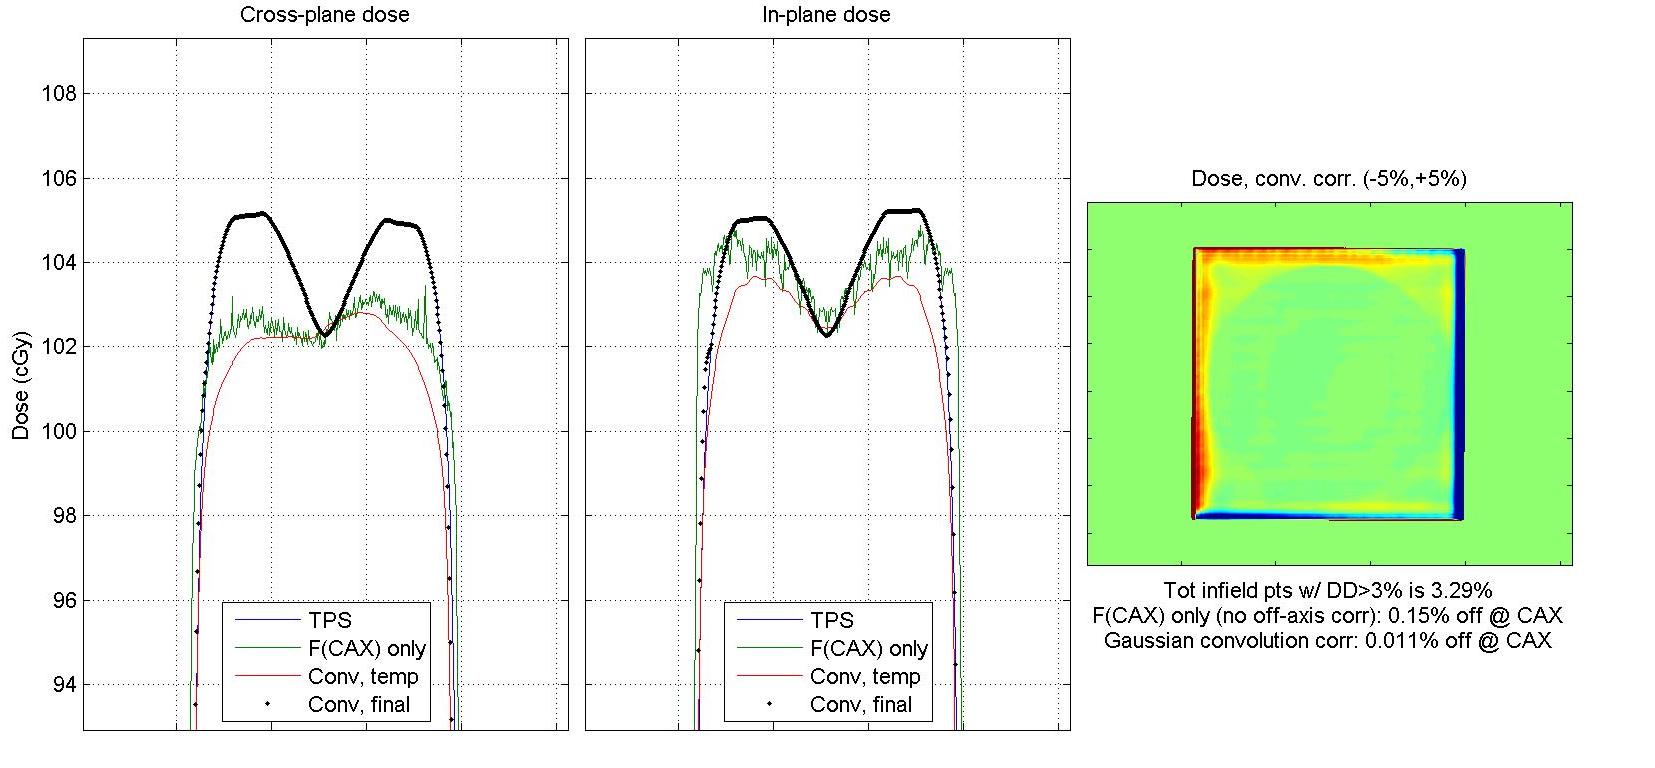 Cross-plane dose
In-plane dose
108
106
104
102
100
98
96
94
Dose (cGy)
TPS
F(CAX) only
Conv, temp
Conv, final
TPS
F(CAX) only
Conv, temp
Conv, final
Dose, conv. corr. (-5%,+5%)
Tot infield pts w/ DD>3% is 3.29%
F(CAX) only (no off-axis corr): 0.15% off @ CAX
Gaussian convolution corr: 0.011% off @ CAX